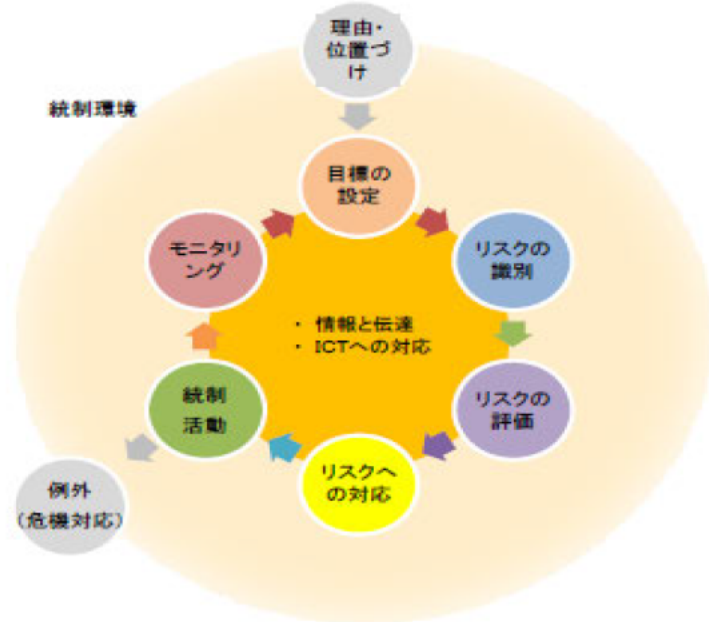 理由・
位置づ
け
統制環境
目標の
設定
モニタリ
ング
リスクの
識別
・ 情報と伝達
・ ICTへの対応
統制
活動
リスクの
評価
リスクへ
の対応
例外
（危機対応）